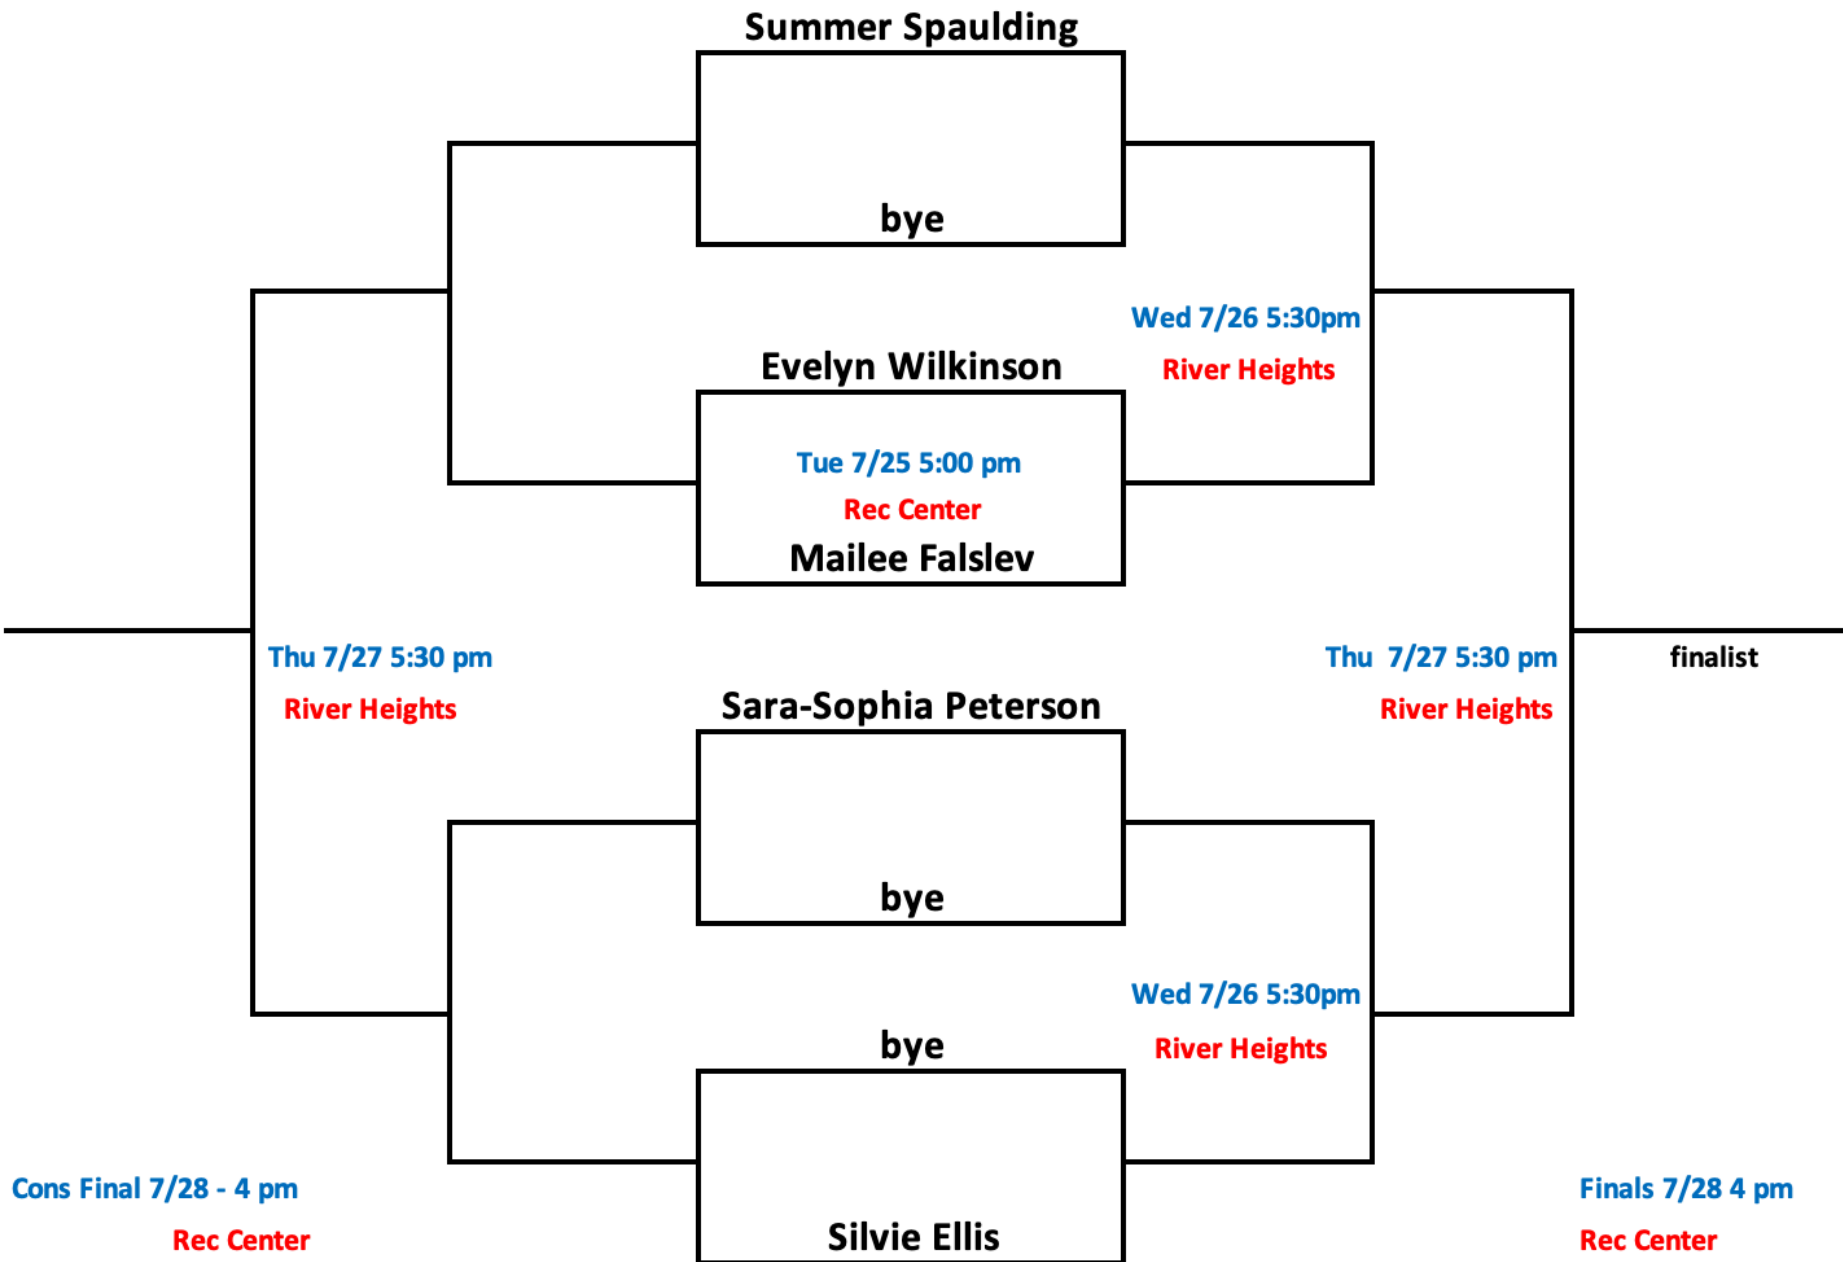 Summer Spaulding
bye
Wed 7/26 5:30pm
River Heights
Evelyn Wilkinson
Tue 7/25 5:00 pm
Rec Center
Mailee Falslev
Thu 7/27 5:30 pm
River Heights
Thu 7/27 5:30 pm
River Heights
finalist
Sara-Sophia Peterson
bye
Wed 7/26 5:30pm
River Heights
bye
Silvie Ellis
Cons Final 7/28 - 4 pm
Rec Center
Finals 7/28 4 pm
Rec Center